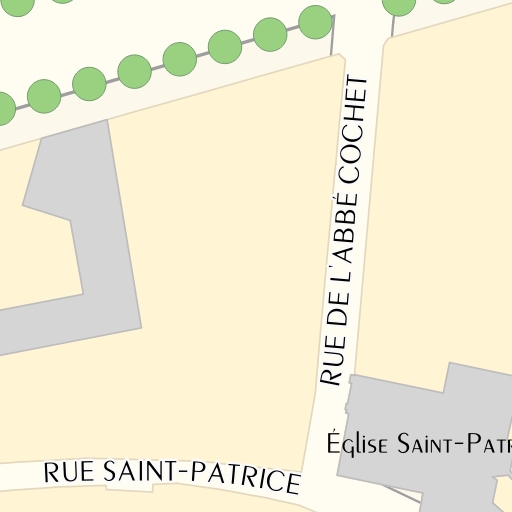 RUE DE L'ABBÉ COCHET
Église Saint-Patr
RUE SAINT-PATRICE